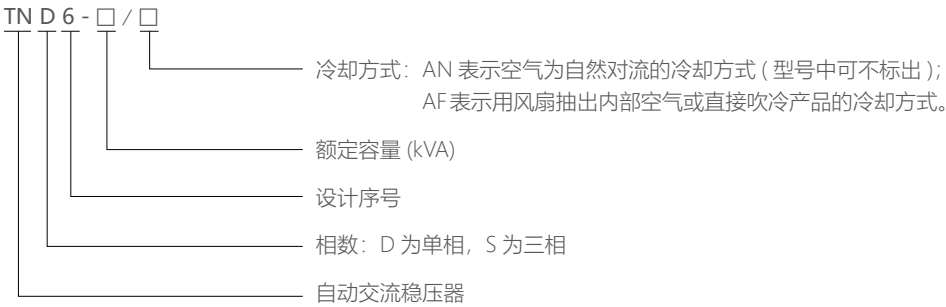 TN D 6 - □ / □
冷却方式：AN 表示空气为自然对流的冷却方式 ( 型号中可不标出 );
AF 表示用风扇抽出内部空气或直接吹冷产品的冷却方式。
额定容量 (kVA)
设计序号
相数：D 为单相，S 为三相
自动交流稳压器